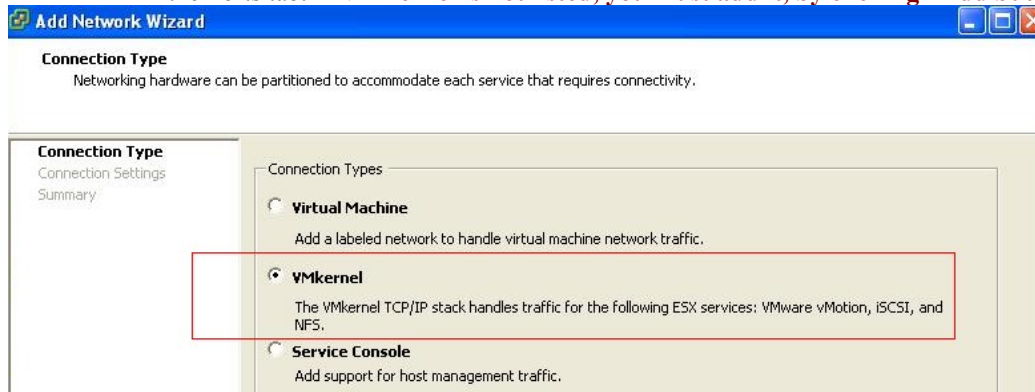 Add Network Wizard
Connection Type
Networking hardware can be partitioned to accommodate each service that requires connectivity.
Connection Type
Connection Settings
Summary
Connection Types
Virtual Machine
Add a labeled network to handle virtual machine network traffic.
VMkernel
The VMkernel TCP/IP stack handles traffic for the following ESX services: VMware vMotion, iSCSI, and
NFS.
Service Console
Add support for host management traffic.